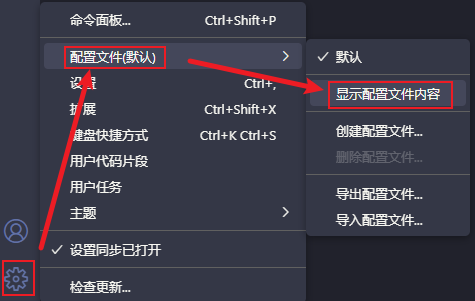 命令面板... Ctrl+Shift+P
配置文件(默认)
设置 Ctrl+,
扩展 Ctrl+Shift+X
键盘快捷方式 Ctrl+K Ctrl+S
用户代码片段
用户任务
主题
设置同步已打开
检查更新...
默认
显示配置文件内容
创建配置文件...
删除配置文件...
导出配置文件...
导入配置文件...